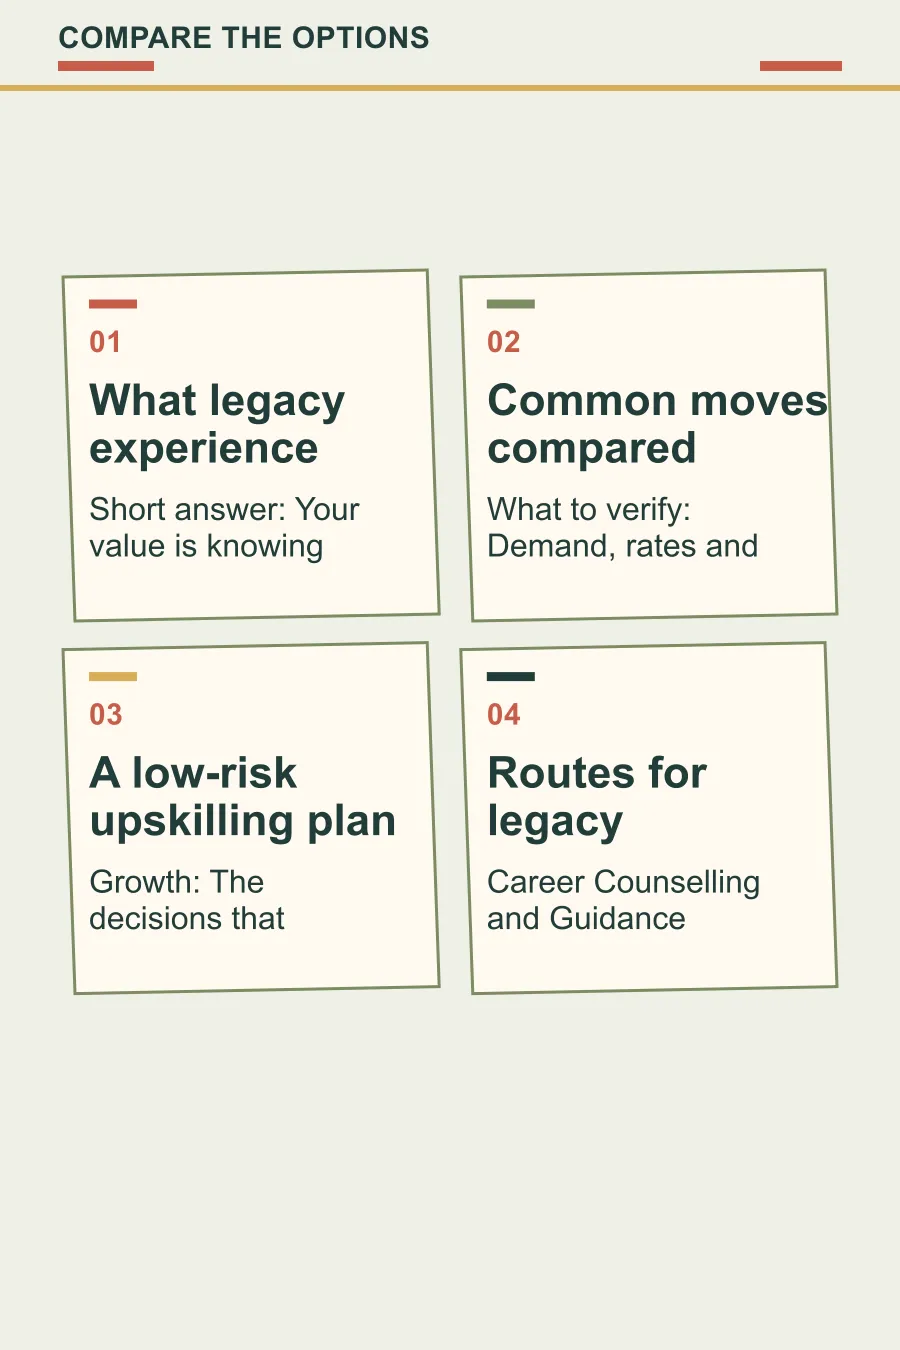 COMPARE THE OPTIONS
01
What legacy
experience
Short answer: Your
value is knowing
02
Common moves
compared
What to verify:
Demand, rates and
03
A low-risk
upskilling plan
Growth: The
decisions that
04
Routes for
legacy
Career Counselling
and Guidance